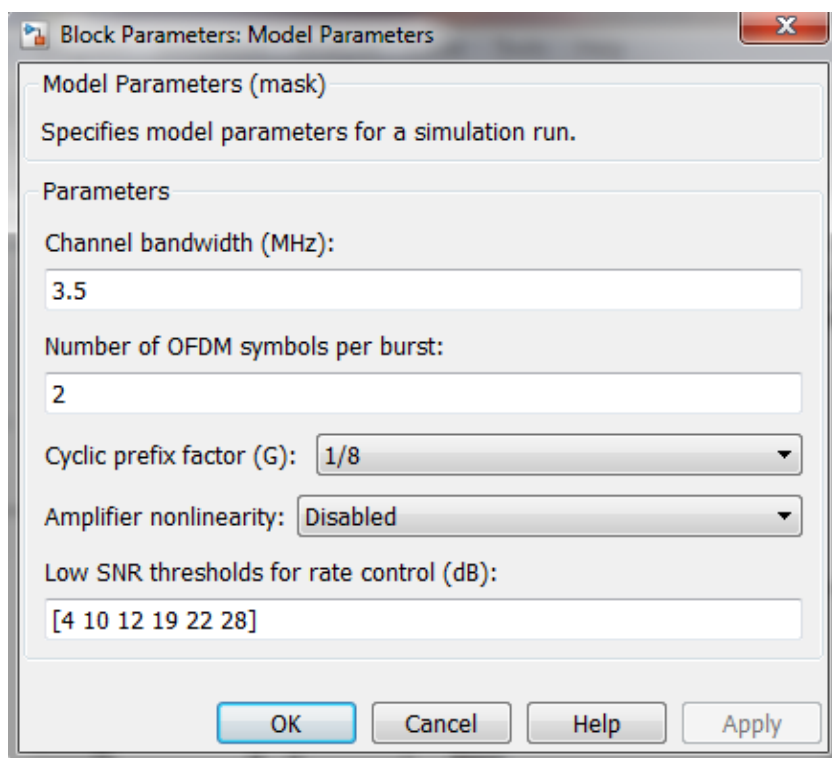 Block Parameters: Model Parameters
Model Parameters (mask)
Specifies model parameters for a simulation run.
Parameters
Channel bandwidth (MHz):
3.5
Number of OFDM symbols per burst:
2
Cyclic prefix factor (G): 1/8
Amplifier nonlinearity: Disabled
Low SNR thresholds for rate control (dB):
[4 10 12 19 22 28]
OK Cancel Help Apply